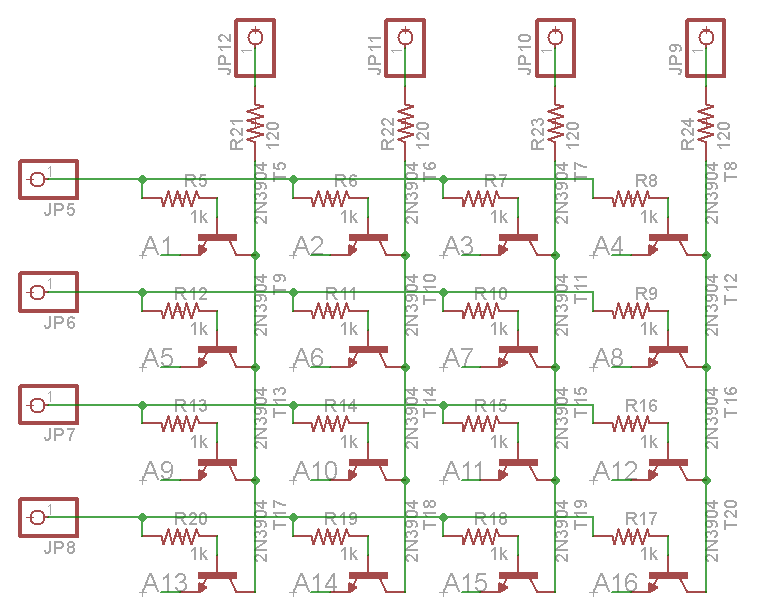 JP12 1 JP11 1 JP10 1 JP9 1
R21 120 R22 120 R23 120 R24 120
JP5 1
R5 1k 2N3904 T5 R6 1k 2N3904 T6 R7 1k 2N3904 T7 R8 1k 2N3904 T8
A1 A2 A3 A4
JP6 1
R12 1k 2N3904 T9 R11 1k 2N3904 T10 R10 1k 2N3904 T11 R9 1k 2N3904 T12
A5 A6 A7 A8
JP7 1
R13 1k 2N3904 T13 R14 1k 2N3904 T14 R15 1k 2N3904 T15 R16 1k 2N3904 T16
A9 A10 A11 A12
JP8 1
R20 1k 2N3904 T17 R19 1k 2N3904 T18 R18 1k 2N3904 T19 R17 1k 2N3904 T20
A13 A14 A15 A16